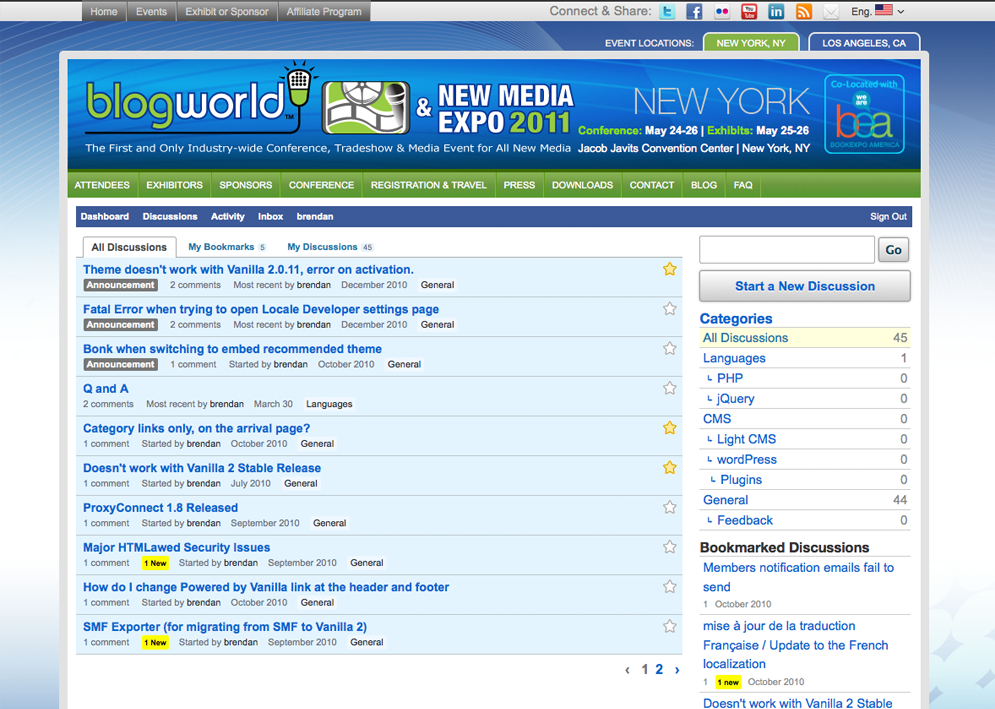 Home Events Exhibit or Sponsor Affiliate Program Connect & Share: Eng.
EVENT LOCATIONS: NEW YORK, NY LOS ANGELES, CA
blogworld™ & NEW MEDIA EXPO 2011
The First and Only Industry-wide Conference, Tradeshow & Media Event for All New Media
NEW YORK
Conference: May 24-26 | Exhibits: May 25-26
Jacob Javits Convention Center | New York, NY
Co-Located with
we are
bea
BOOKEXPO AMERICA
ATTENDEES EXHIBITORS SPONSORS CONFERENCE REGISTRATION & TRAVEL PRESS DOWNLOADS CONTACT BLOG FAQ
Dashboard Discussions Activity Inbox brendan Sign Out
All Discussions My Bookmarks 5 My Discussions 45
Theme doesn't work with Vanilla 2.0.11, error on activation.
Announcement 2 comments Most recent by brendan December 2010 General
Fatal Error when trying to open Locale Developer settings page
Announcement 2 comments Most recent by brendan December 2010 General
Bonk when switching to embed recommended theme
Announcement 1 comment Started by brendan October 2010 General
Q and A
2 comments Most recent by brendan March 30 Languages
Category links only, on the arrival page?
1 comment Started by brendan October 2010 General
Doesn't work with Vanilla 2 Stable Release
1 comment Started by brendan July 2010 General
ProxyConnect 1.8 Released
1 comment Started by brendan September 2010 General
Major HTMLawed Security Issues
1 comment 1 New Started by brendan September 2010 General
How do I change Powered by Vanilla link at the header and footer
1 comment Started by brendan October 2010 General
SMF Exporter (for migrating from SMF to Vanilla 2)
1 comment 1 New Started by brendan September 2010 General
‹ 1 2 ›
Go
Start a New Discussion
Categories
All Discussions 45
Languages 1
↳ PHP 0
↳ jQuery 0
CMS 0
↳ Light CMS 0
↳ wordPress 0
↳ Plugins 0
General 44
↳ Feedback 0
Bookmarked Discussions
Members notification emails fail to
send
1 October 2010
mise à jour de la traduction
Française / Update to the French
localization
1 1 new October 2010
Doesn't work with Vanilla 2 Stable